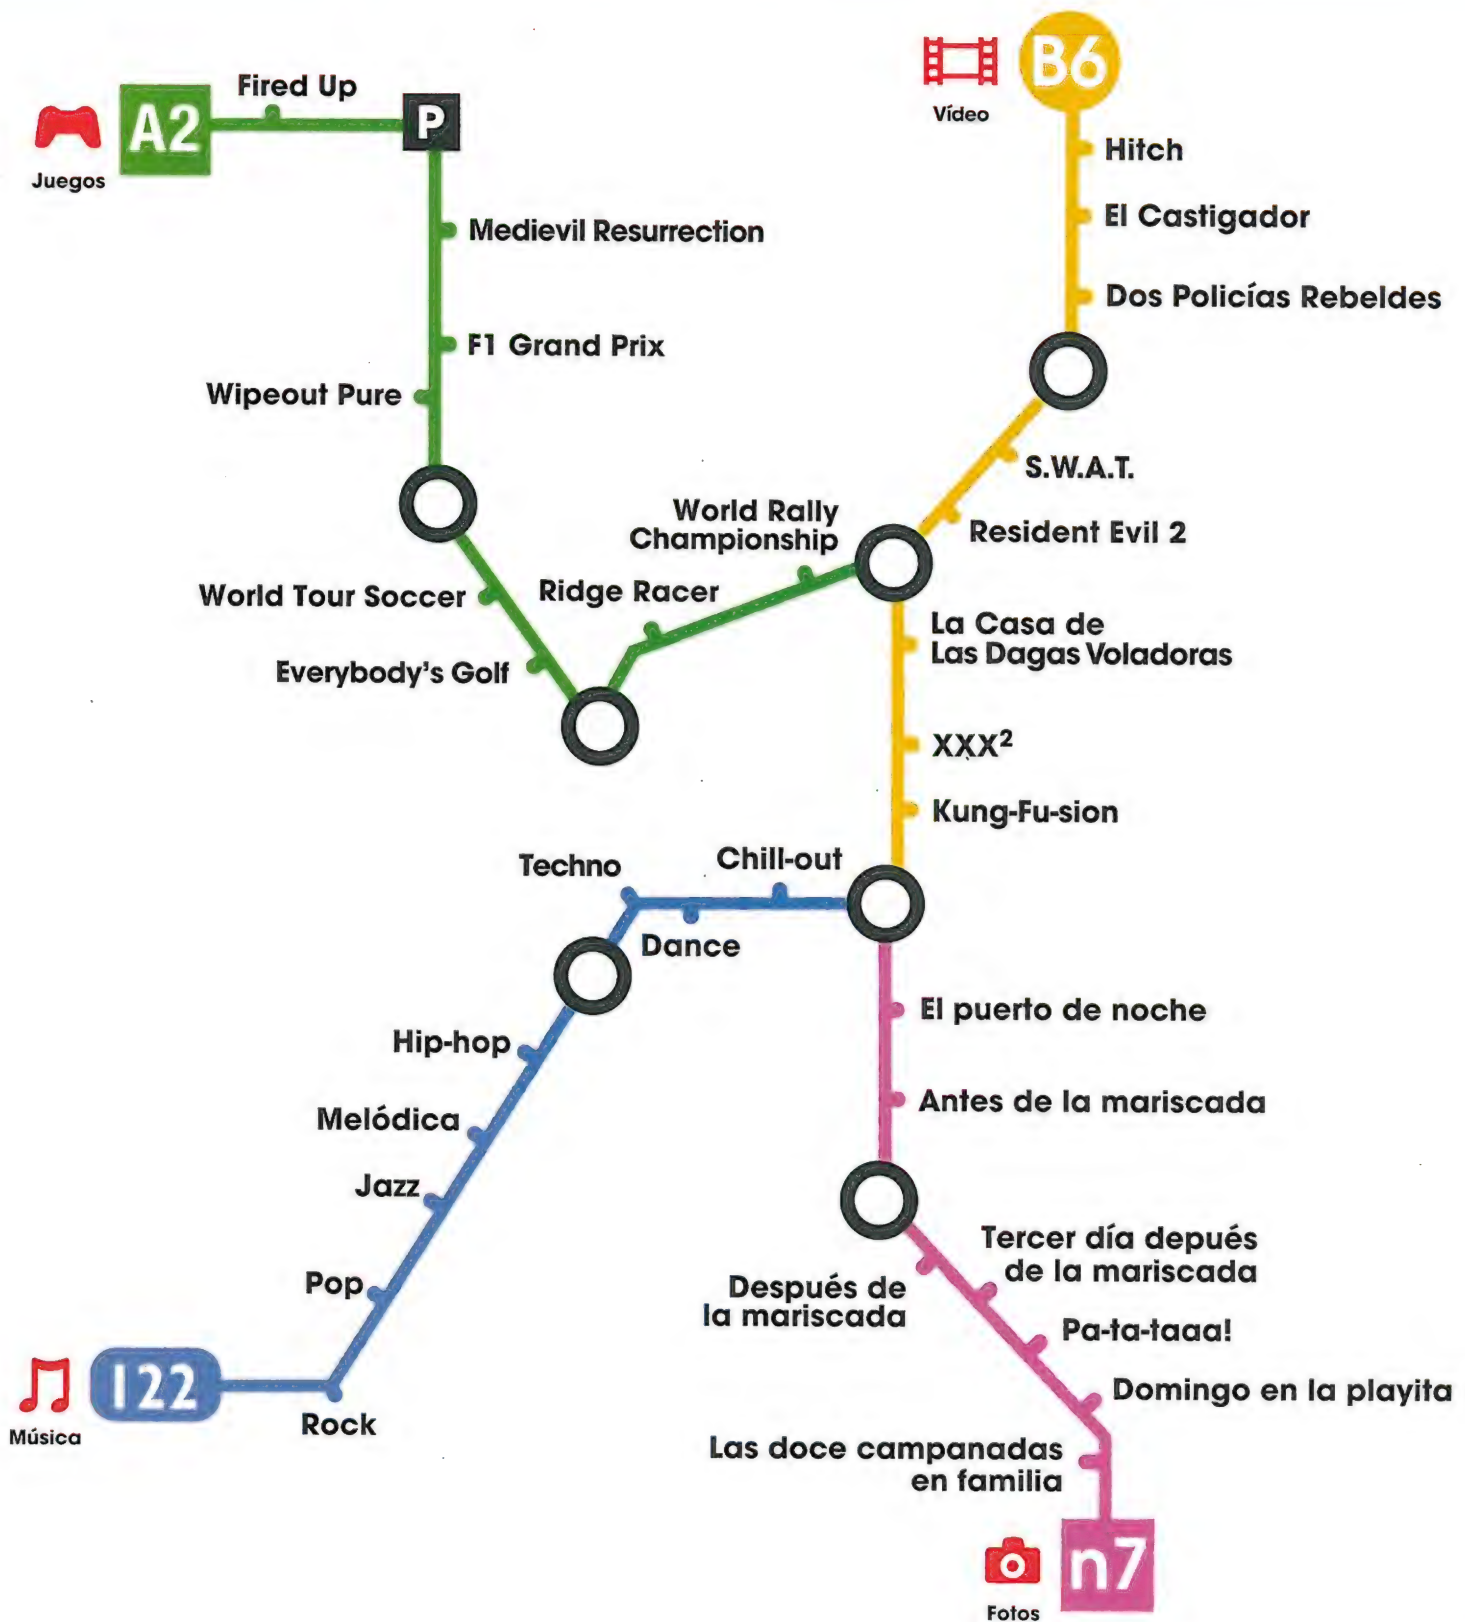 B6
Vídeo
Fired Up
A2
P
Juegos
Hitch
El Castigador
Medievil Resurrection
Dos Policías Rebeldes
F1 Grand Prix
Wipeout Pure
S.W.A.T.
World Rally
Championship
Resident Evil 2
World Tour Soccer
Ridge Racer
La Casa de
Las Dagas Voladoras
Everybody's Golf
XXX²
Kung-Fu-sion
Techno
Chill-out
Dance
El puerto de noche
Hip-hop
Antes de la mariscada
Melódica
Jazz
Tercer día depués
de la mariscada
Después de
la mariscada
Pop
Pa-ta-taaa!
122
Música
Rock
Domingo en la playita
Las doce campanadas
en familia
n7
Fotos